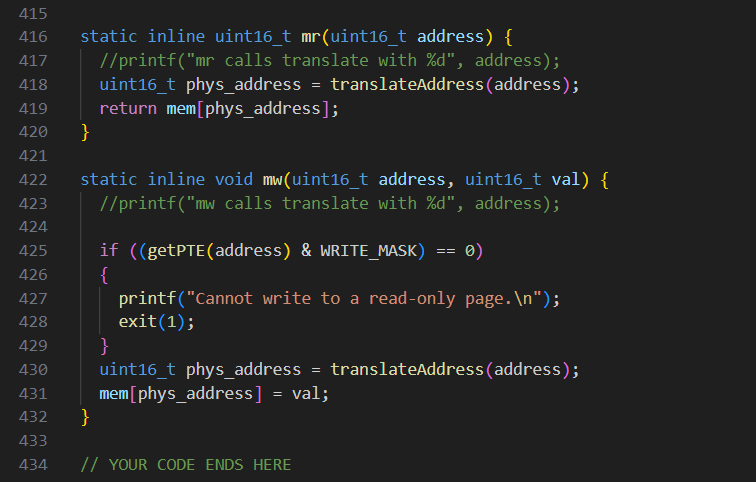 415
416 static inline uint16_t mr(uint16_t address) {
417   //printf("mr calls translate with %d", address);
418   uint16_t phys_address = translateAddress(address);
419   return mem[phys_address];
420 }
421
422 static inline void mw(uint16_t address, uint16_t val) {
423   //printf("mw calls translate with %d", address);
424
425   if ((getPTE(address) & WRITE_MASK) == 0)
426   {
427     printf("Cannot write to a read-only page.\n");
428     exit(1);
429   }
430   uint16_t phys_address = translateAddress(address);
431   mem[phys_address] = val;
432 }
433
434 // YOUR CODE ENDS HERE